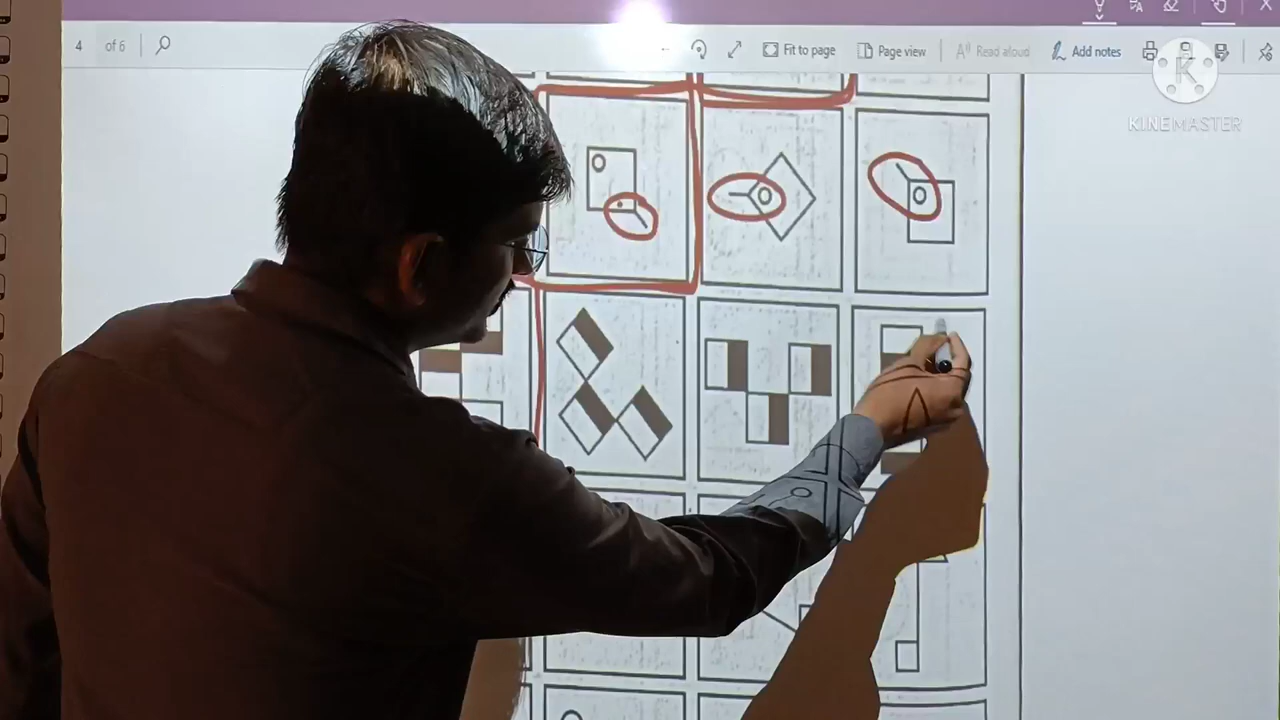 4 of 6
Fit to page
Page view
Read aloud
Add notes
K
KINEMASTER